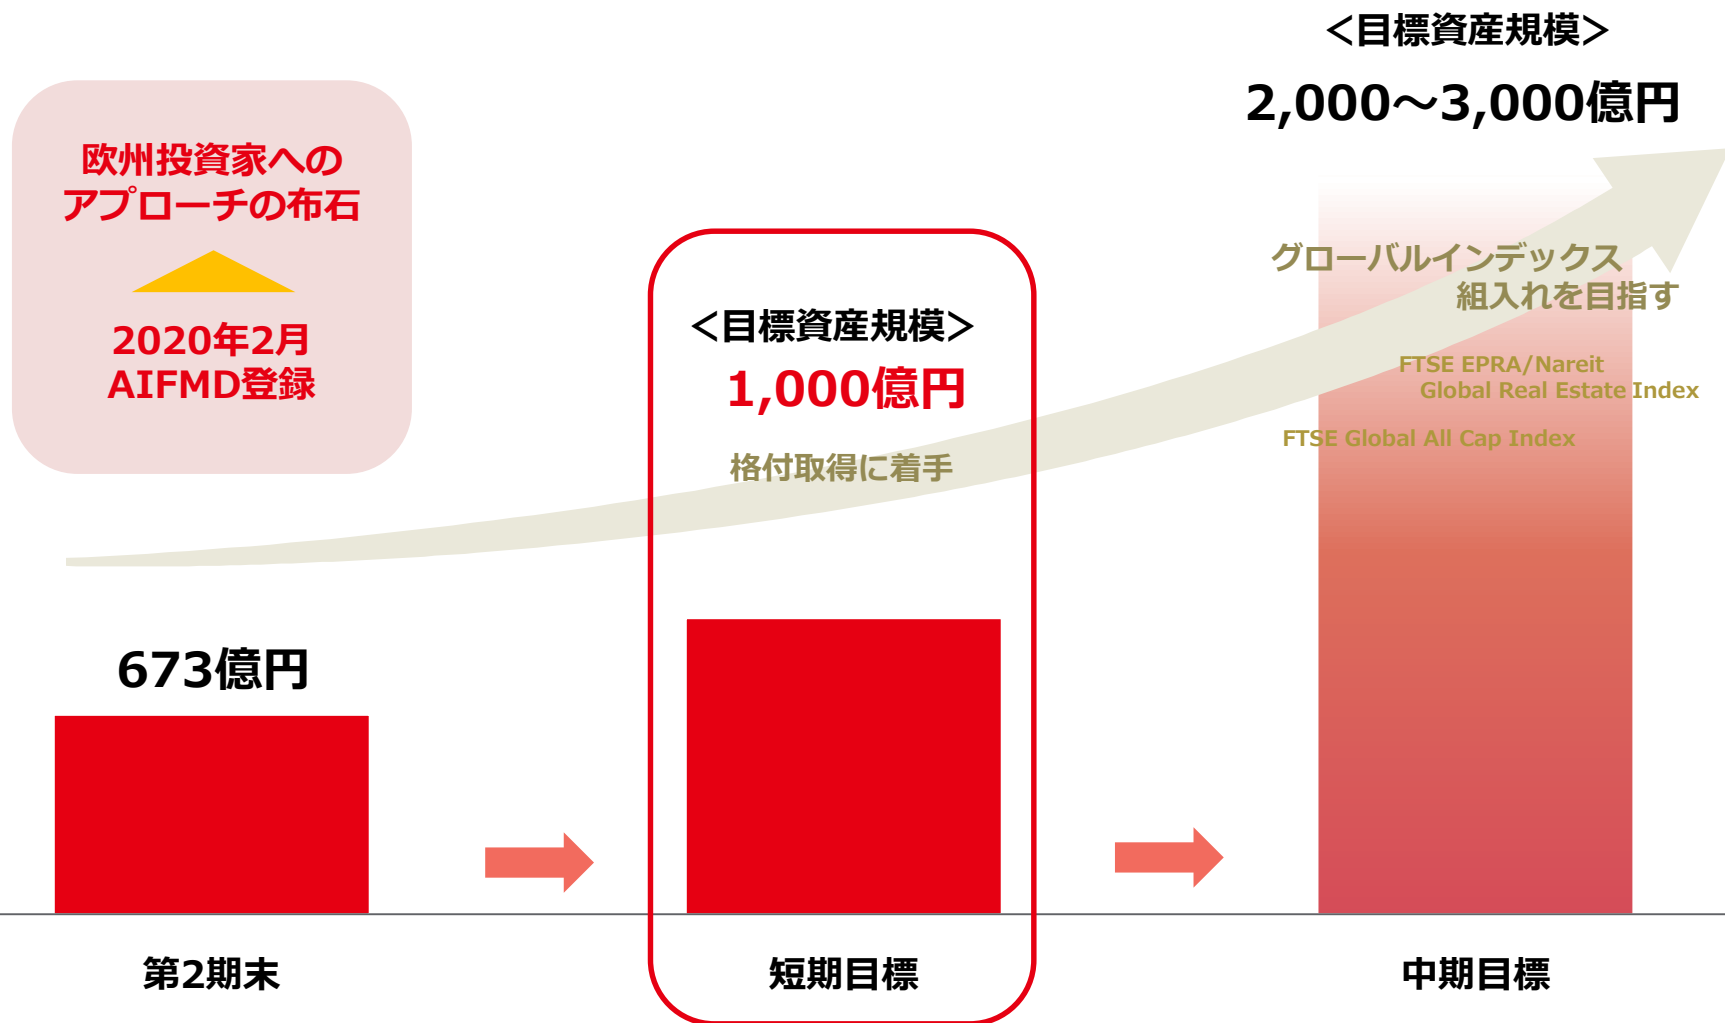 欧州投資家への
アプローチの布石
2020年2月
AIFMD登録
673億円
第2期末
＜目標資産規模＞
1,000億円
格付取得に着手
短期目標
＜目標資産規模＞
2,000～3,000億円
グローバルインデックス
組入れを目指す
FTSE EPRA/Nareit
Global Real Estate Index
FTSE Global All Cap Index
中期目標